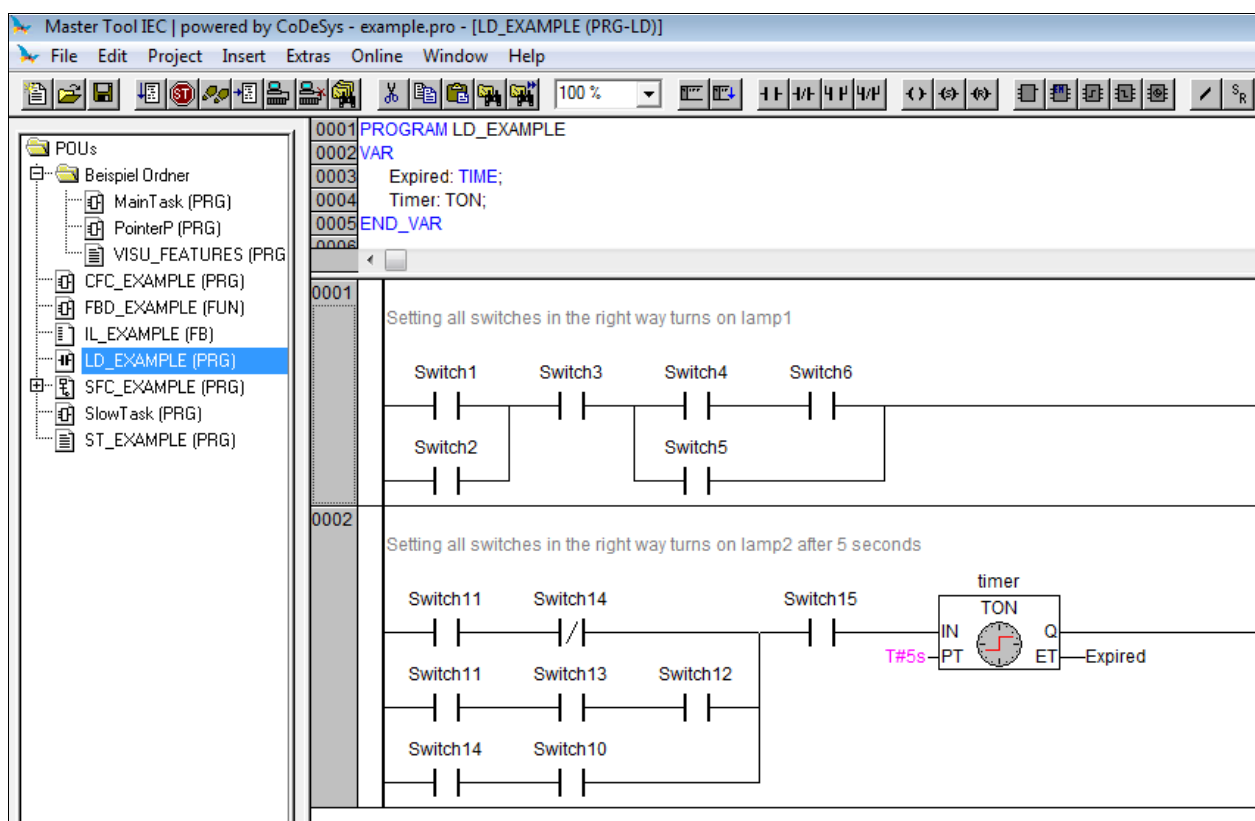 Master Tool IEC | powered by CoDeSys - example.pro - [LD_EXAMPLE (PRG-LD)]
File Edit Project Insert Extras Online Window Help
ST 100 % S R
POUs
Beispiel Ordner
MainTask (PRG)
PointerP (PRG)
VISU_FEATURES (PRG
CFC_EXAMPLE (PRG)
FBD_EXAMPLE (FUN)
IL_EXAMPLE (FB)
LD_EXAMPLE (PRG)
SFC_EXAMPLE (PRG)
SlowTask (PRG)
ST_EXAMPLE (PRG)
0001 PROGRAM LD_EXAMPLE
0002 VAR
0003 Expired: TIME;
0004 Timer: TON;
0005 END_VAR
0006
0001
Setting all switches in the right way turns on lamp1
Switch1 Switch3 Switch4 Switch6
Switch2 Switch5
0002
Setting all switches in the right way turns on lamp2 after 5 seconds
timer
Switch11 Switch14 Switch15 TON
IN Q
T#5s PT ET Expired
Switch11 Switch13 Switch12
Switch14 Switch10